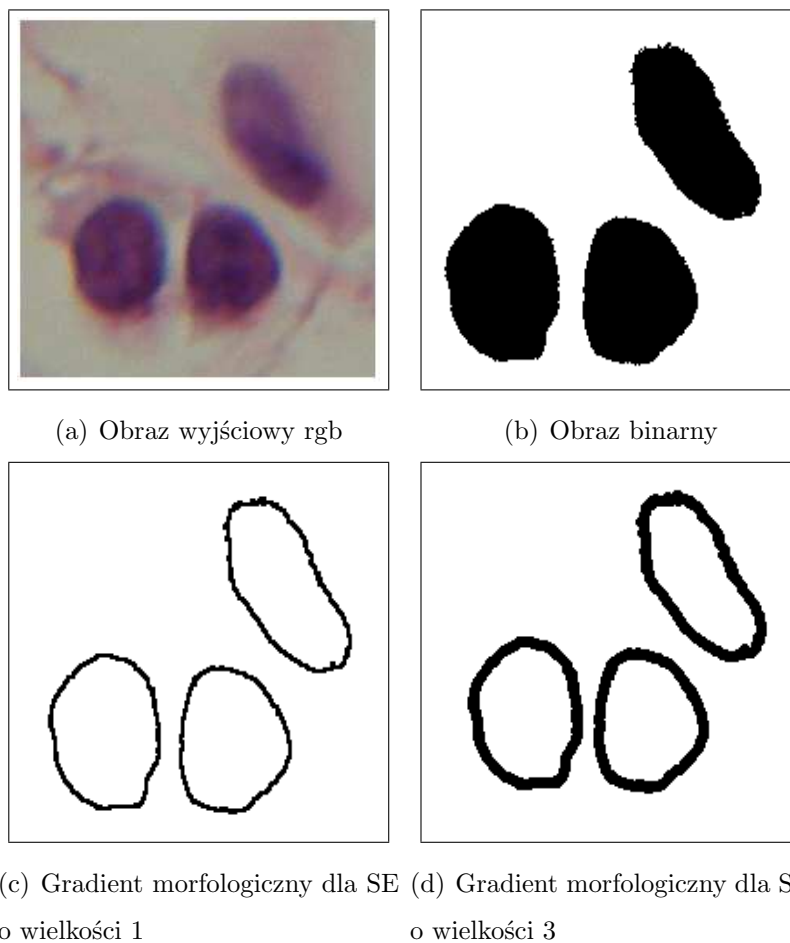 (a) Obraz wyjściowy rgb
(b) Obraz binarny
(c) Gradient morfologiczny dla SE
o wielkości 1
(d) Gradient morfologiczny dla S
o wielkości 3